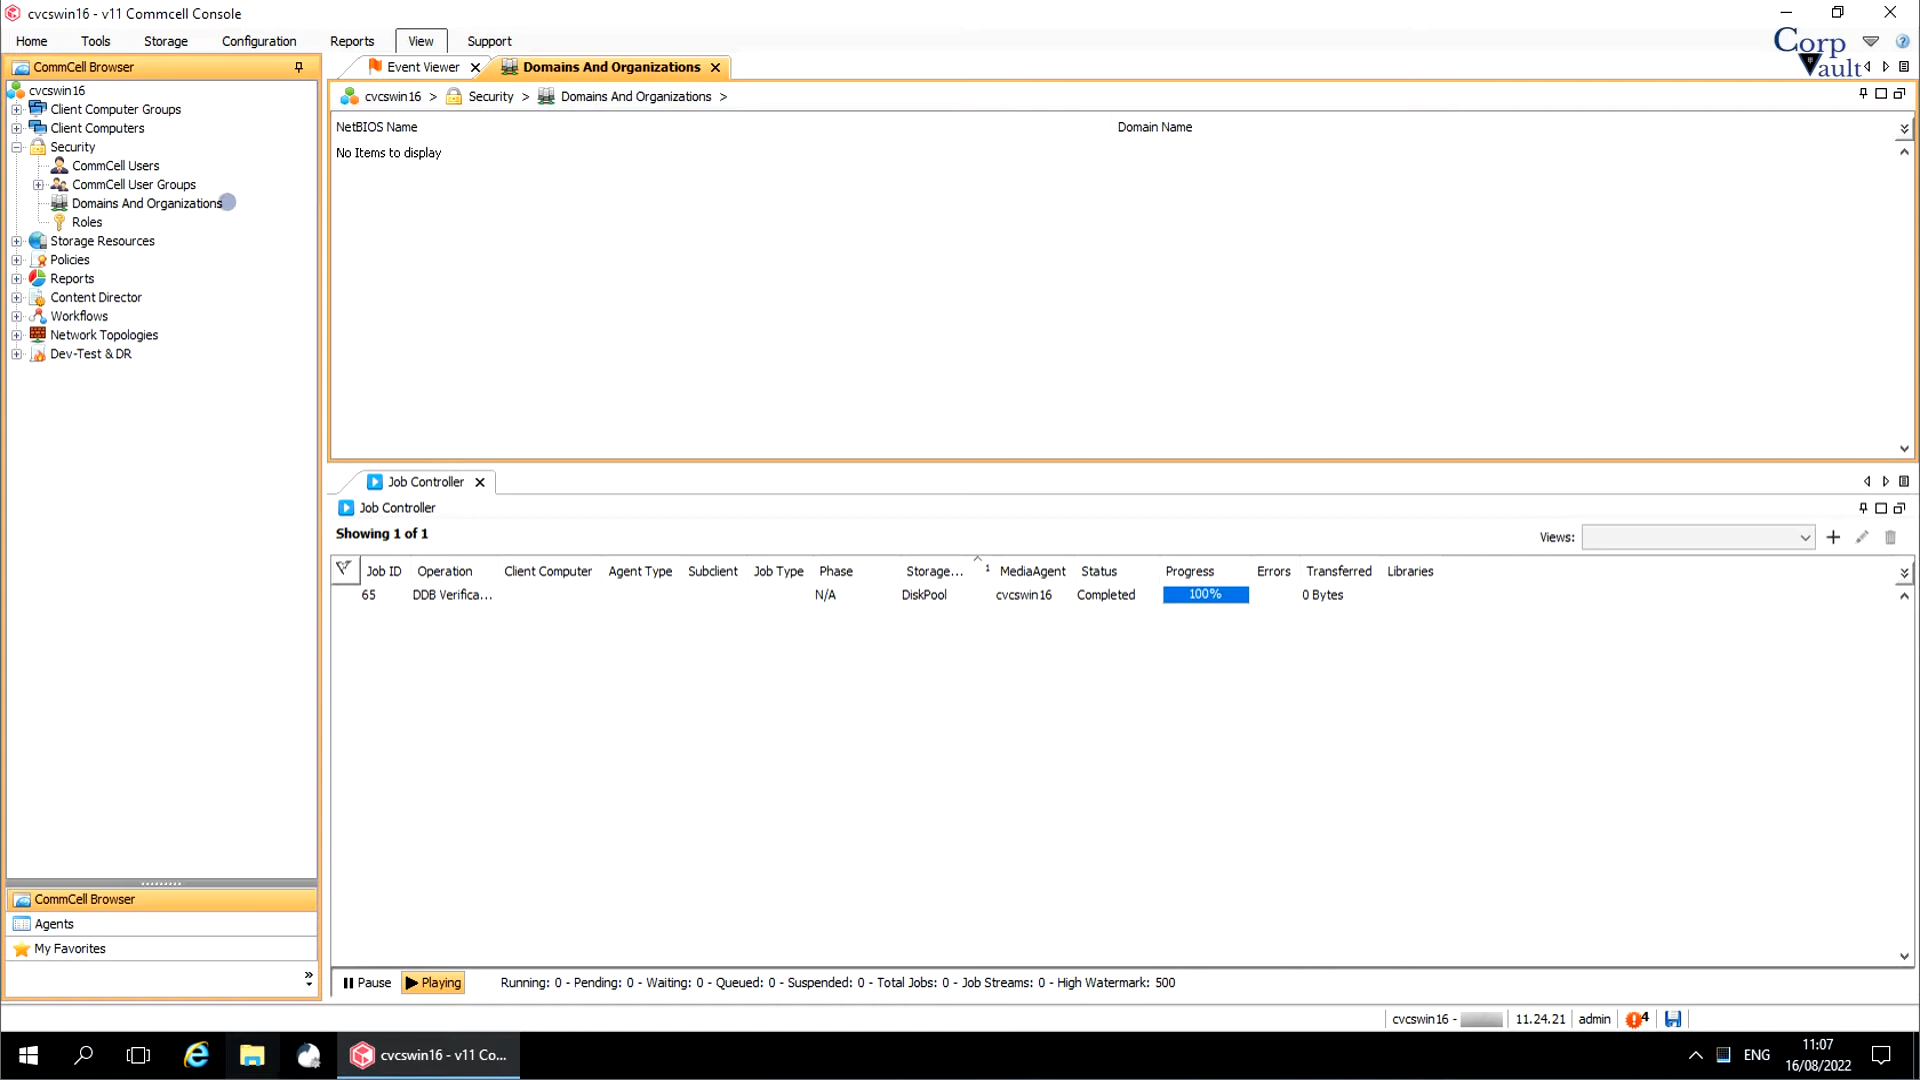 cvcswin16 - v11 Commcell Console
Home Tools Storage Configuration Reports View Support
Corp Vault
CommCell Browser
cvcswin16
Client Computer Groups
Client Computers
Security
CommCell Users
CommCell User Groups
Domains And Organizations
Roles
Storage Resources
Policies
Reports
Content Director
Workflows
Network Topologies
Dev-Test & DR
CommCell Browser
Agents
My Favorites
Event Viewer Domains And Organizations
cvcswin16 > Security > Domains And Organizations >
NetBIOS Name Domain Name
No Items to display
Job Controller
Job Controller
Showing 1 of 1
Views:
Job ID Operation Client Computer Agent Type Subclient Job Type Phase Storage... 1 MediaAgent Status Progress Errors Transferred Libraries
65 DDB Verifica... N/A DiskPool cvcswin16 Completed 100% 0 Bytes
Pause Playing Running: 0 - Pending: 0 - Waiting: 0 - Queued: 0 - Suspended: 0 - Total Jobs: 0 - Job Streams: 0 - High Watermark: 500
cvcswin16 - 11.24.21 admin 4
cvcswin16 - v11 Co...
ENG
11:07
16/08/2022